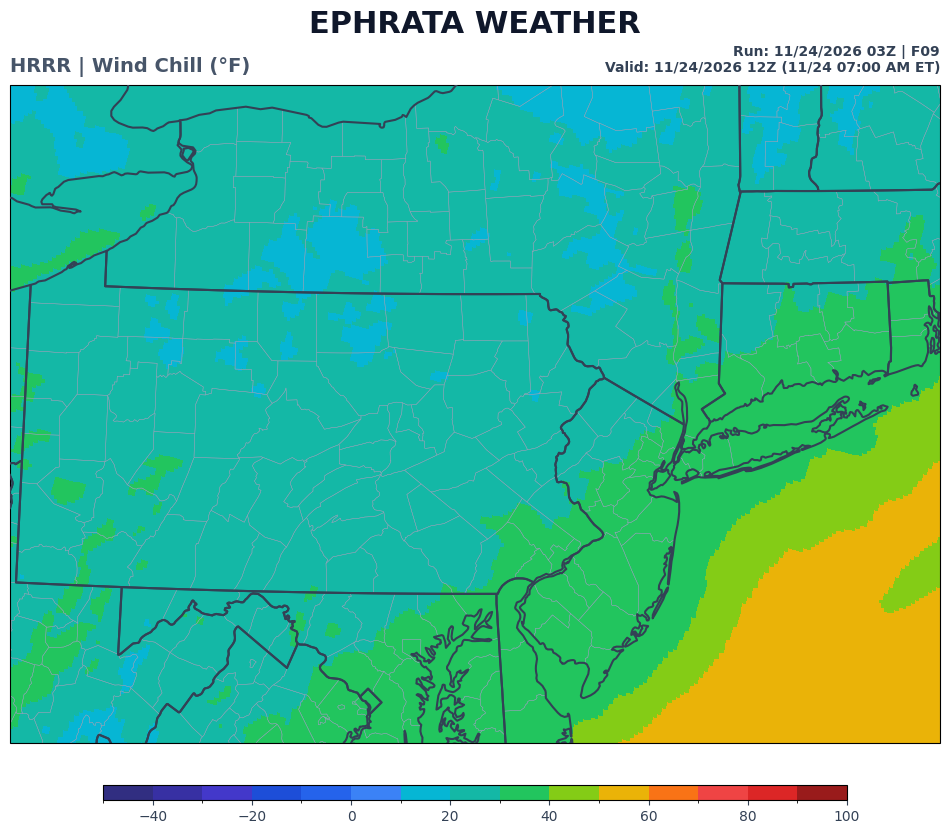 EPHRATA WEATHER
HRRR | Wind Chill (°F)
Run: 11/24/2026 03Z | F09
Valid: 11/24/2026 12Z (11/24 07:00 AM ET)
−40 −20 0 20 40 60 80 100